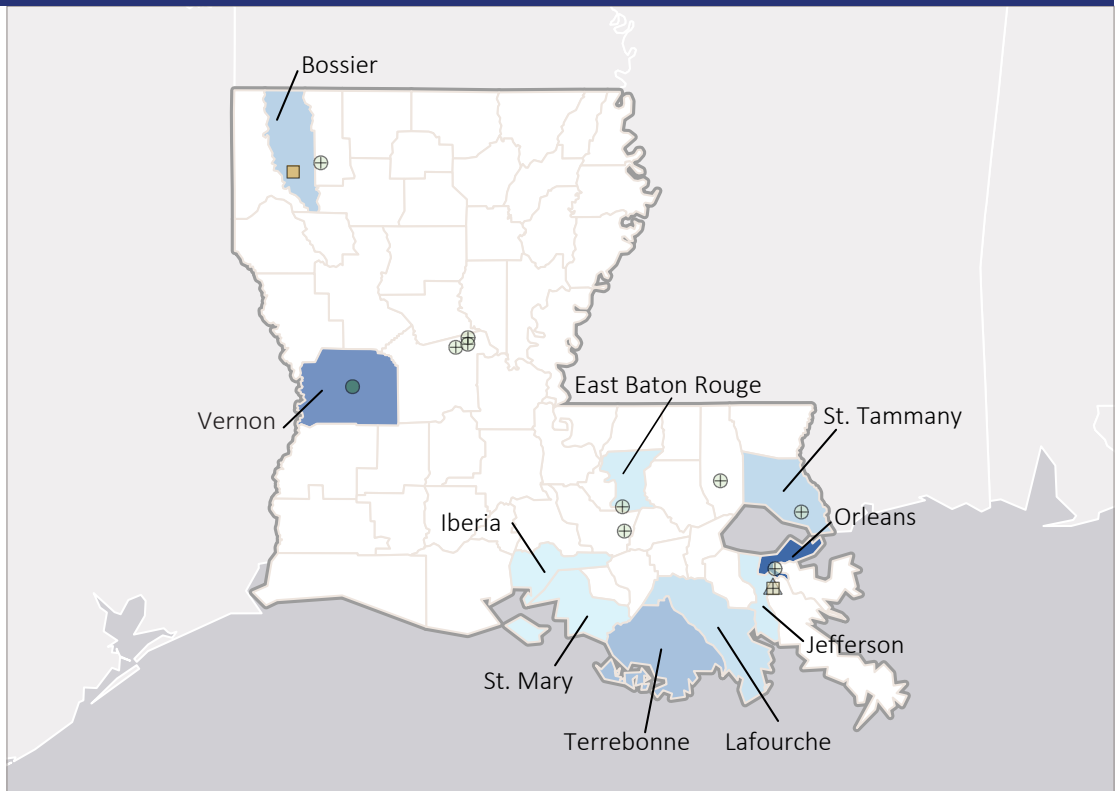 Bossier
East Baton Rouge
Vernon
St. Tammany
Iberia
Orleans
Jefferson
St. Mary
Terrebonne
Lafourche